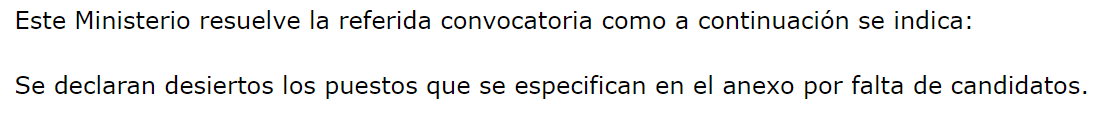 Este Ministerio resuelve la referida convocatoria como a continuación se indica:
Se declaran desiertos los puestos que se especifican en el anexo por falta de candidatos.